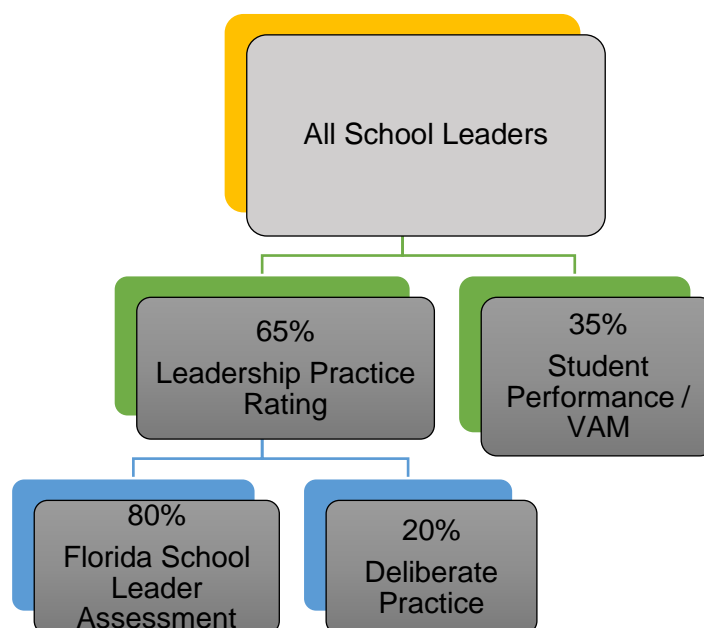 All School Leaders
65%
Leadership Practice
Rating
35%
Student
Performance /
VAM
80%
Florida School
Leader
Assessment
20%
Deliberate
Practice